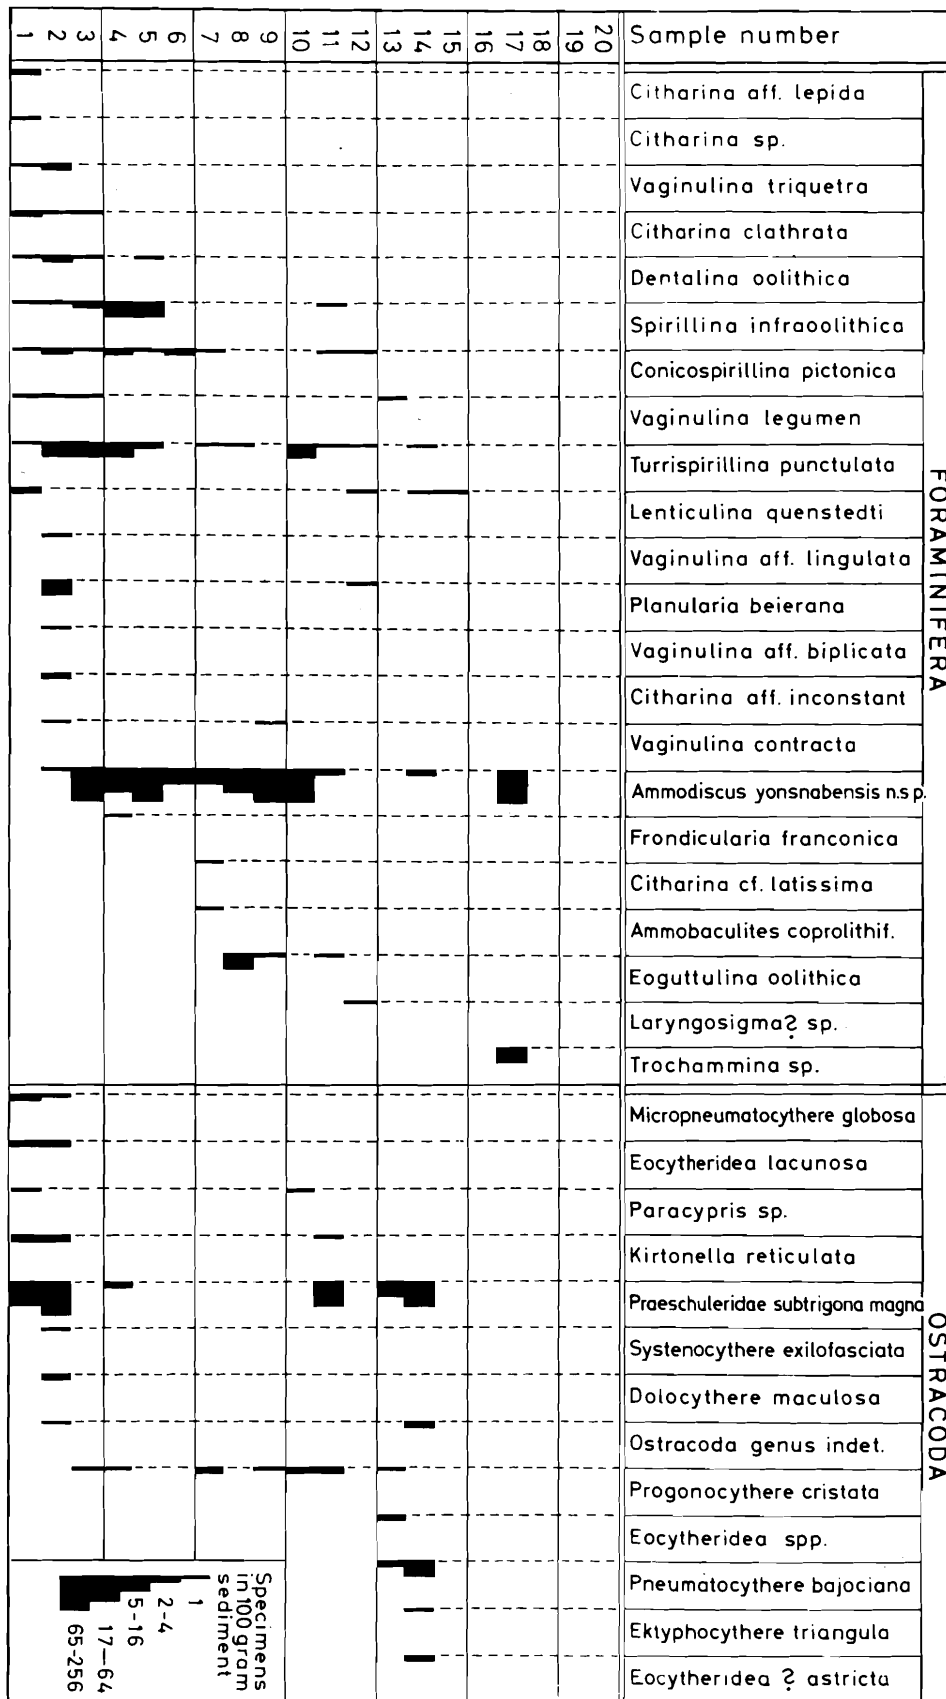 1 2 3 4 5 6 7 8 9 10 11 12 13 14 15 16 17 18 19 20 Sample number
FORAMINIFERA
Citharina aff. lepida
Citharina sp.
Vaginulina triquetra
Citharina clathrata
Dentalina oolithica
Spirillina infraoolithica
Conicospirillina pictonica
Vaginulina legumen
Turrispirillina punctulata
Lenticulina quenstedti
Vaginulina aff. lingulata
Planularia beierana
Vaginulina aff. biplicata
Citharina aff. inconstant
Vaginulina contracta
Ammodiscus yonsnabensis n.sp.
Frondicularia franconica
Citharina cf. latissima
Ammobaculites coprolithif.
Eoguttulina oolithica
Laryngosigma? sp.
Trochammina sp.
OSTRACODA
Micropneumatocythere globosa
Eocytheridea lacunosa
Paracypris sp.
Kirtonella reticulata
Praeschuleridae subtrigona magna
Systenocythere exilofasciata
Dolocythere maculosa
Ostracoda genus indet.
Progonocythere cristata
Eocytheridea spp.
Pneumatocythere bajociana
Ektyphocythere triangula
Eocytheridea ? astricta
Specimens
in 100 gram
sediment
1
2-4
5-16
17-64
65-256